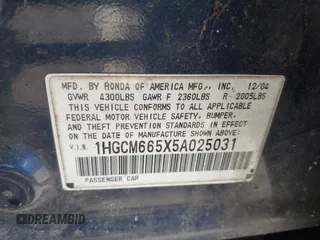 MFD. BY HONDA OF AMERICA MFG., INC. 12/04
GVWR 4300LBS GAWR F 2360LBS R 2005LBS
THIS VEHICLE CONFORMS TO ALL APPLICABLE
FEDERAL MOTOR VEHICLE SAFETY, BUMPER,
AND THEFT PREVENTION STANDARDS IN EFFECT
ON THE DATE OF MANUFACTURE SHOWN ABOVE.
V.I.N. 1HGCM665X5A025031
PASSENGER CAR
DREAMBID